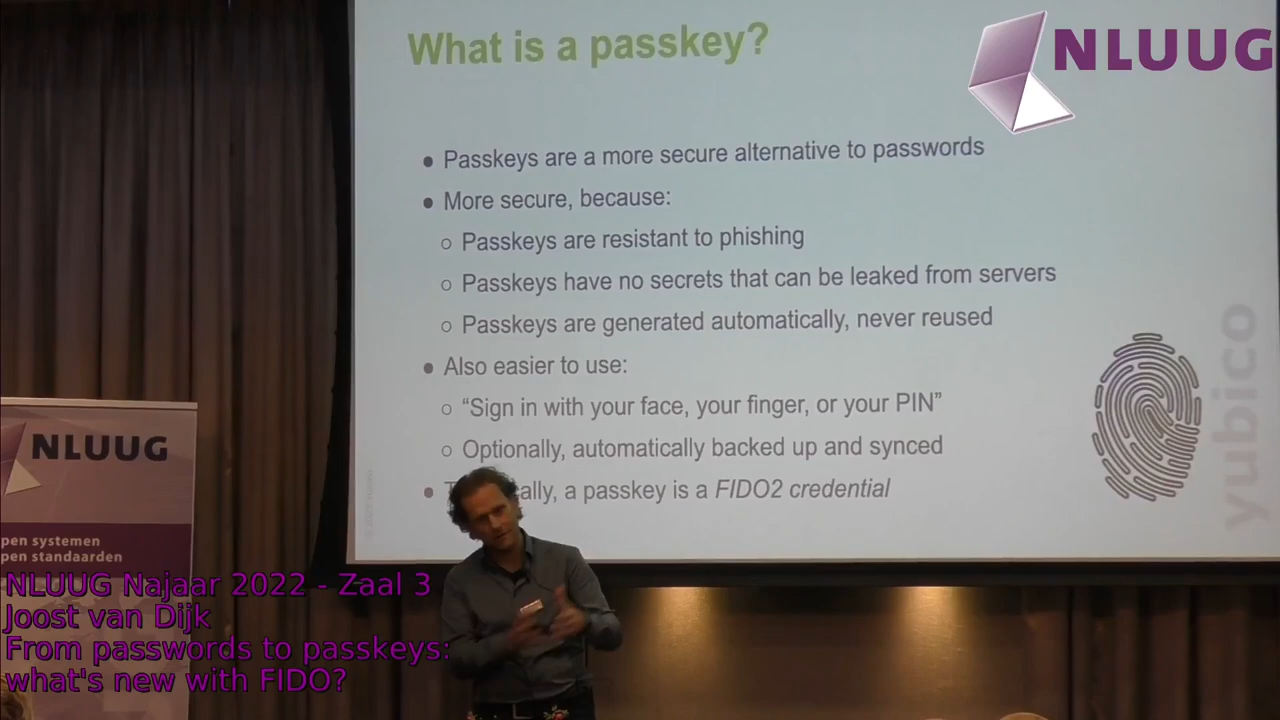 What is a passkey?
NLUUG
● Passkeys are a more secure alternative to passwords
● More secure, because:
o Passkeys are resistant to phishing
o Passkeys have no secrets that can be leaked from servers
o Passkeys are generated automatically, never reused
● Also easier to use:
o “Sign in with your face, your finger, or your PIN”
o Optionally, automatically backed up and synced
● ally, a passkey is a FIDO2 credential
yubico
NLUUG
pen systemen
pen standaarden
NLUUG Najaar 2022 - Zaal 3
Joost van Dijk
From passwords to passkeys:
what's new with FIDO?